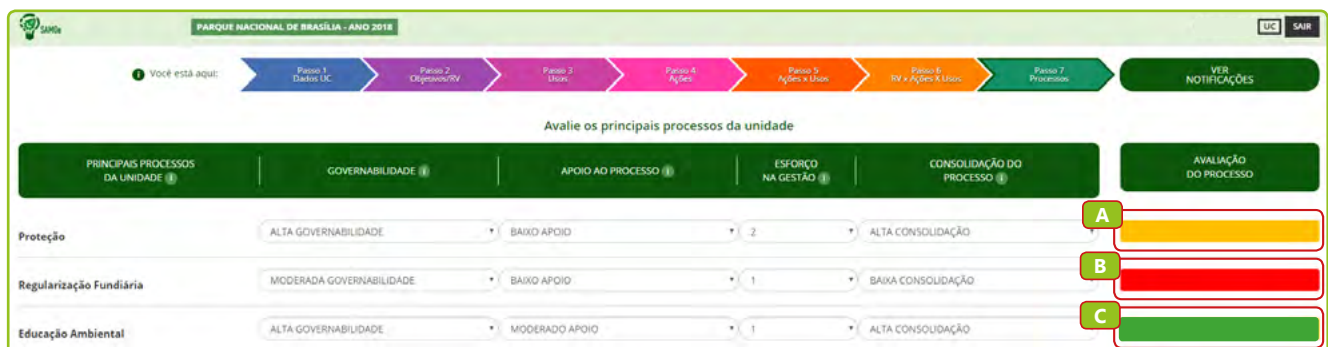 SAMGe
PARQUE NACIONAL DE BRASÍLIA - ANO 2018
UC SAIR
i Você está aqui:
Passo 1
Dados UC
Passo 2
Objetivos/RV
Passo 3
Usos
Passo 4
Ações
Passo 5
Ações x Usos
Passo 6
RV x Ações X Usos
Passo 7
Processos
VER
NOTIFICAÇÕES
Avalie os principais processos da unidade
PRINCIPAIS PROCESSOS
DA UNIDADE i
GOVERNABILIDADE i
APOIO AO PROCESSO i
ESFORÇO
NA GESTÃO i
CONSOLIDAÇÃO DO
PROCESSO i
AVALIAÇÃO
DO PROCESSO
Proteção ALTA GOVERNABILIDADE BAIXO APOIO 2 ALTA CONSOLIDAÇÃO A
Regularização Fundiária MODERADA GOVERNABILIDADE BAIXO APOIO 1 BAIXA CONSOLIDAÇÃO B
Educação Ambiental ALTA GOVERNABILIDADE MODERADO APOIO 1 ALTA CONSOLIDAÇÃO C